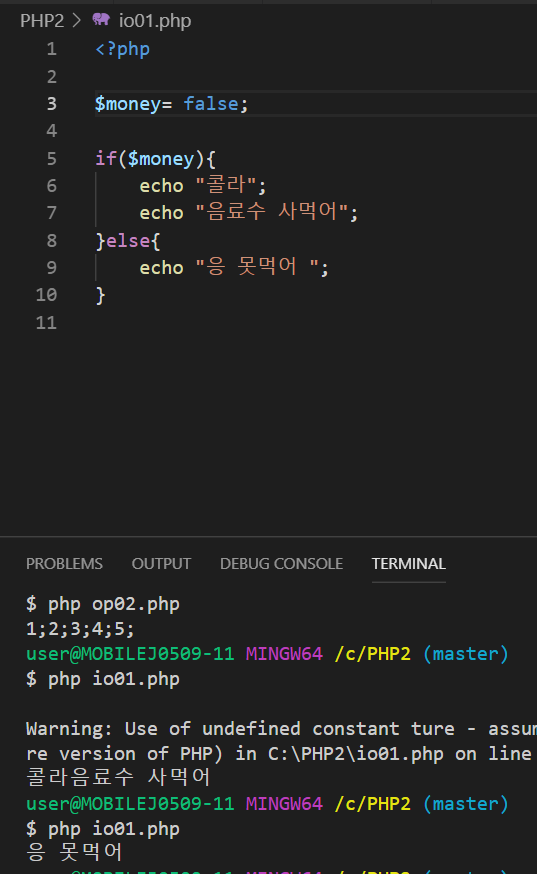 PHP2 > io01.php
1 <?php
2
3 $money= false;
4
5 if($money){
6 echo "콜라";
7 echo "음료수 사먹어";
8 }else{
9 echo "응 못먹어 ";
10 }
11
PROBLEMS OUTPUT DEBUG CONSOLE TERMINAL
$ php op02.php
1;2;3;4;5;
user@MOBILEJ0509-11 MINGW64 /c/PHP2 (master)
$ php io01.php
Warning: Use of undefined constant ture - assum
re version of PHP) in C:\PHP2\io01.php on line
콜라음료수 사먹어
user@MOBILEJ0509-11 MINGW64 /c/PHP2 (master)
$ php io01.php
응 못먹어